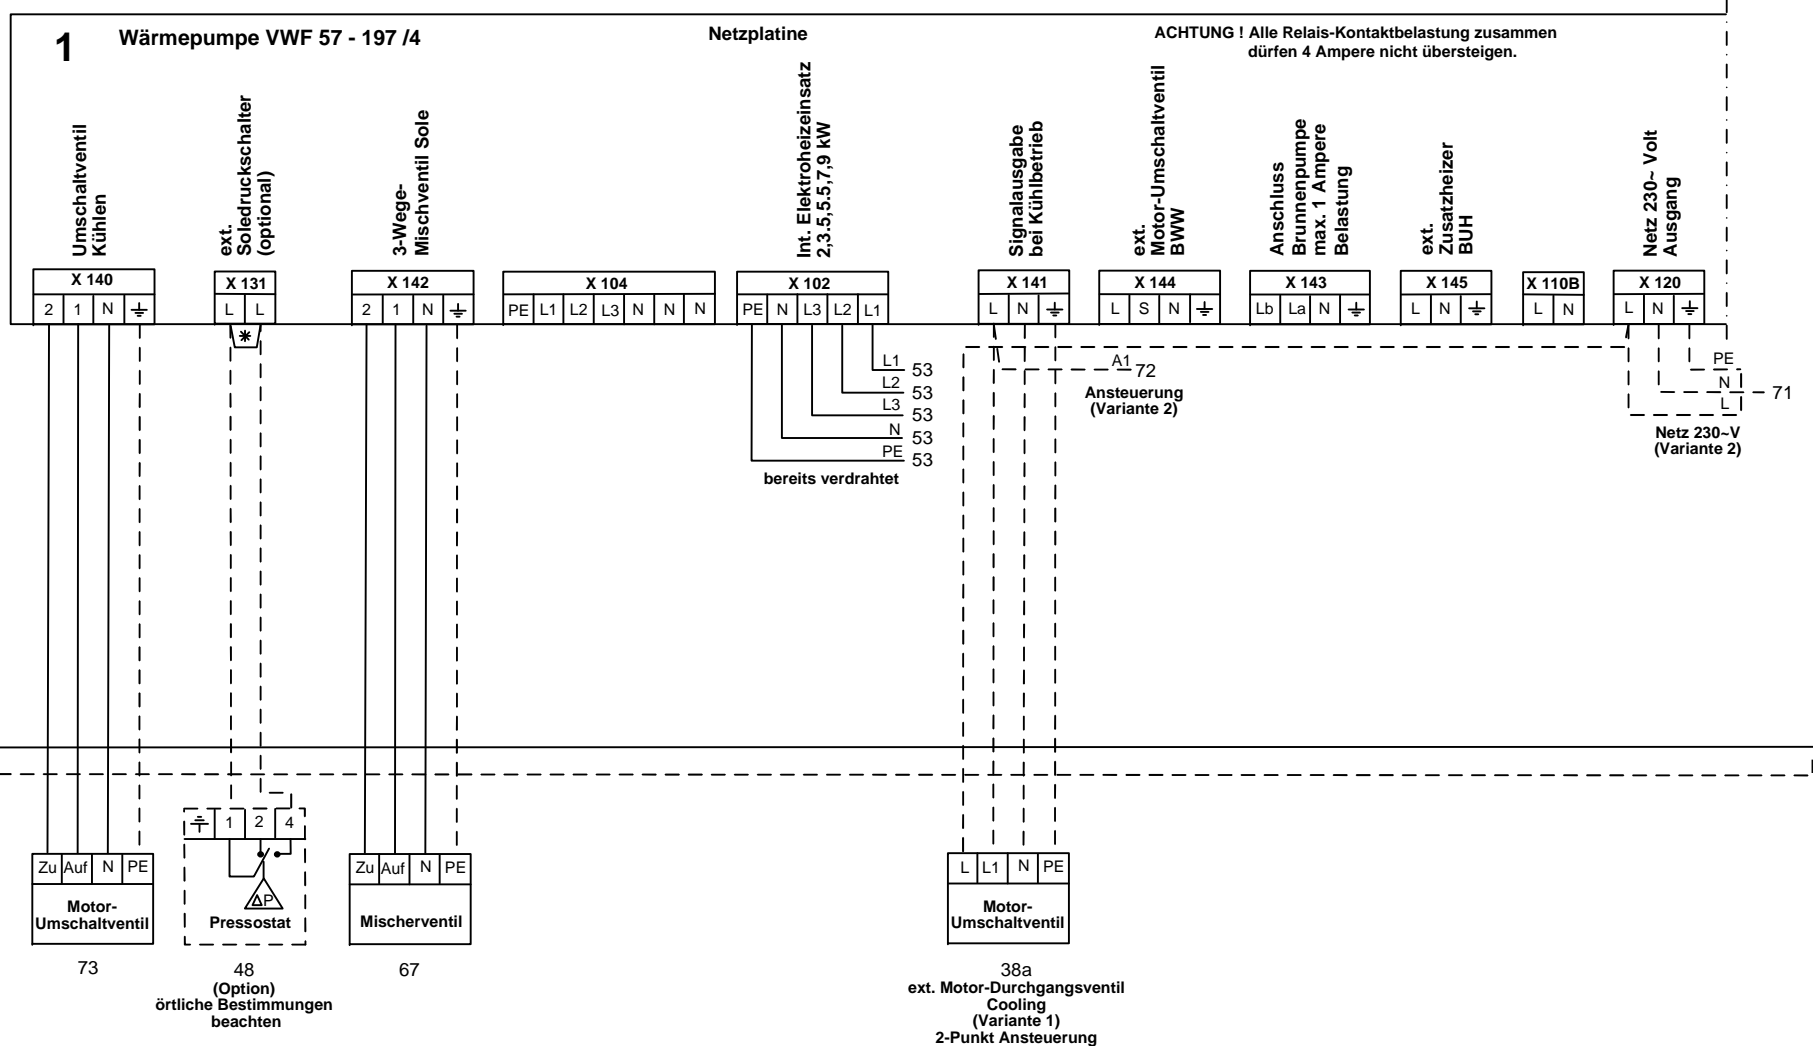 1
Wärmepumpe VWF 57 - 197 /4
Netzplatine
ACHTUNG ! Alle Relais-Kontaktbelastung zusammen
dürfen 4 Ampere nicht übersteigen.
Umschaltventil
Kühlen
ext.
Soledruckschalter
(optional)
3-Wege-
Mischventil Sole
Int. Elektroheizeinsatz
2,3.5,5.5,7,9 kW
Signalausgabe
bei Kühlbetrieb
ext.
Motor-Umschaltventil
BWW
Anschluss
Brunnenpumpe
max. 1 Ampere
Belastung
ext.
Zusatzheizer
BUH
Netz 230~ Volt
Ausgang
X 140
X 131
X 142
X 104
X 102
X 141
X 144
X 143
X 145
X 110B
X 120
2 1 N
L L
2 1 N
PE L1 L2 L3 N N N
PE N L3 L2 L1
L N
L S N
Lb La N
L N
L N
L N
*
L1 53
L2 53
L3 53
N 53
PE 53
bereits verdrahtet
A1 72
Ansteuerung
(Variante 2)
PE
N
L
71
Netz 230~V
(Variante 2)
1 2 4
Zu Auf N PE
Motor-
Umschaltventil
73
ΔP
Pressostat
48
(Option)
örtliche Bestimmungen
beachten
Zu Auf N PE
Mischerventil
67
L L1 N PE
Motor-
Umschaltventil
38a
ext. Motor-Durchgangsventil
Cooling
(Variante 1)
2-Punkt Ansteuerung